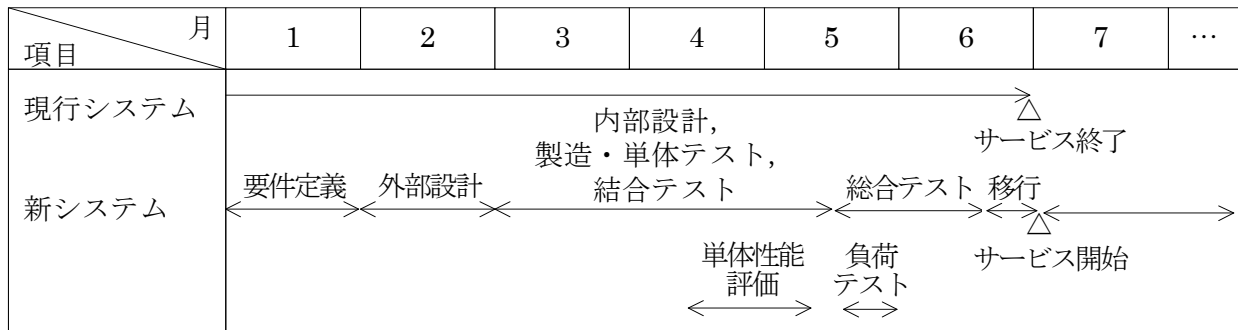 月
項目
1 2 3 4 5 6 7 …
現行システム
サービス終了
内部設計,
製造・単体テスト,
結合テスト
新システム
要件定義 外部設計 総合テスト 移行
サービス開始
単体性能
評価
負荷
テスト